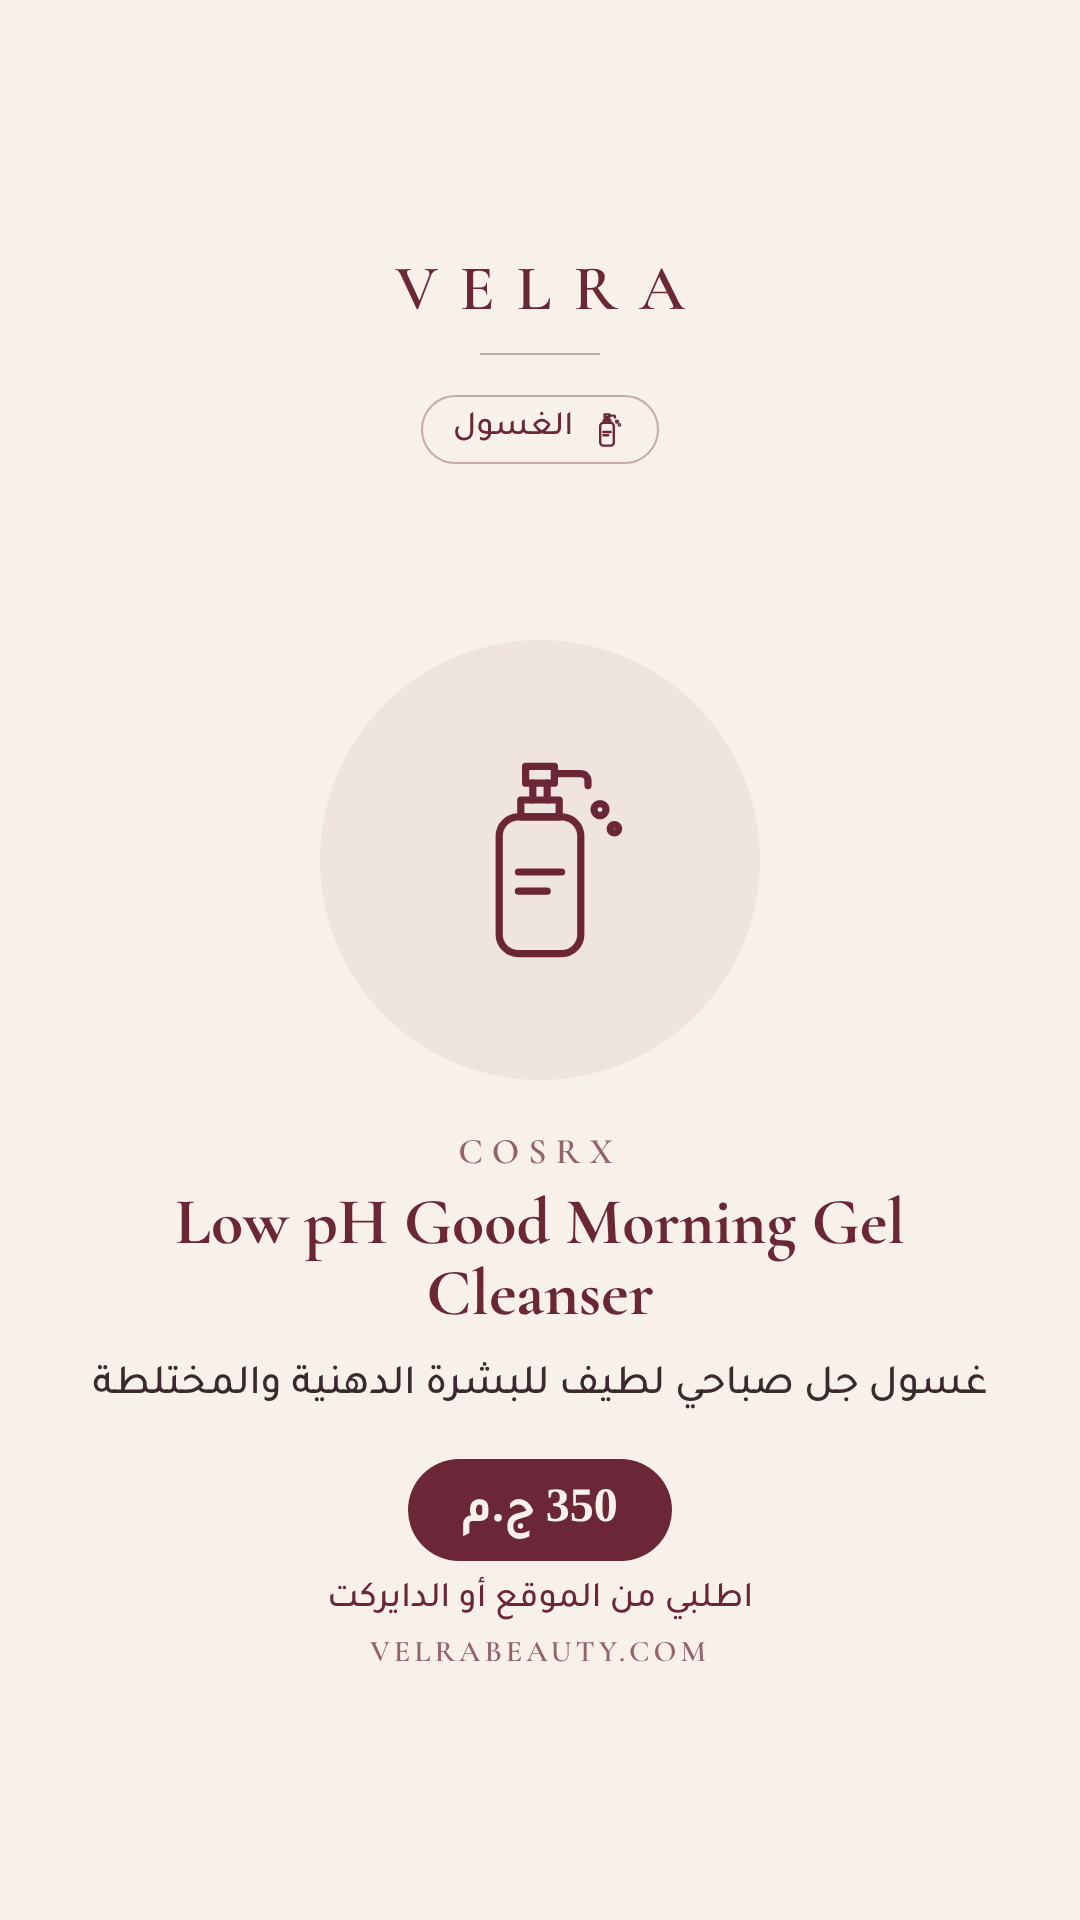 VELRA
الغسول
COSRX
Low pH Good Morning Gel
Cleanser
غسول جل صباحي لطيف للبشرة الدهنية والمختلطة
350 ج.م
اطلبي من الموقع أو الدايركت
VELRABEAUTY.COM